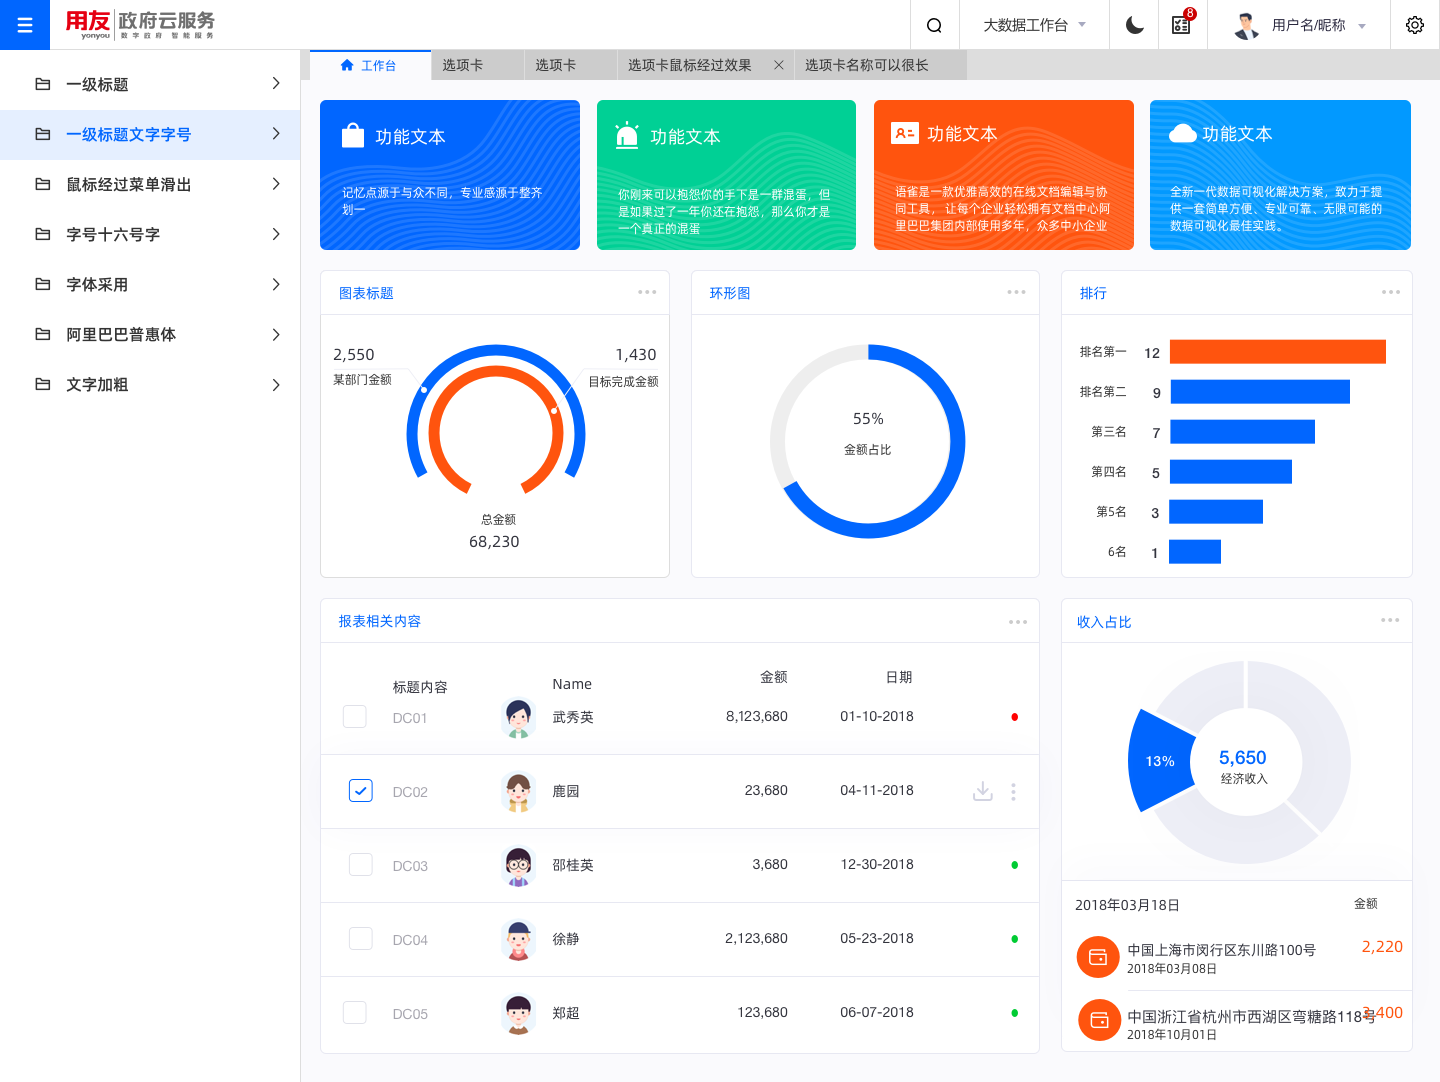 用友 政府云服务
yonyou 数字政府 智能服务
大数据工作台
8
用户名/昵称
一级标题
一级标题文字字号
鼠标经过菜单滑出
字号十六号字
字体采用
阿里巴巴普惠体
文字加粗
工作台
选项卡
选项卡
选项卡鼠标经过效果
选项卡名称可以很长
功能文本
记忆点源于与众不同，专业感源于整齐
划一
功能文本
你刚来可以抱怨你的手下是一群混蛋，但
是如果过了一年你还在抱怨，那么你才是
一个真正的混蛋
功能文本
语雀是一款优雅高效的在线文档编辑与协
同工具， 让每个企业轻松拥有文档中心阿
里巴巴集团内部使用多年，众多中小企业
功能文本
全新一代数据可视化解决方案，致力于提
供一套简单方便、专业可靠、无限可能的
数据可视化最佳实践。
图表标题
2,550
某部门金额
1,430
目标完成金额
总金额
68,230
环形图
55%
金额占比
排行
排名第一 12
排名第二 9
第三名 7
第四名 5
第5名 3
6名 1
报表相关内容
标题内容 Name 金额 日期
DC01 武秀英 8,123,680 01-10-2018
DC02 鹿园 23,680 04-11-2018
DC03 邵桂英 3,680 12-30-2018
DC04 徐静 2,123,680 05-23-2018
DC05 郑超 123,680 06-07-2018
收入占比
13%
5,650
经济收入
2018年03月18日 金额
中国上海市闵行区东川路100号 2,220
2018年03月08日
中国浙江省杭州市西湖区弯糖路118号 3,400
2018年10月01日